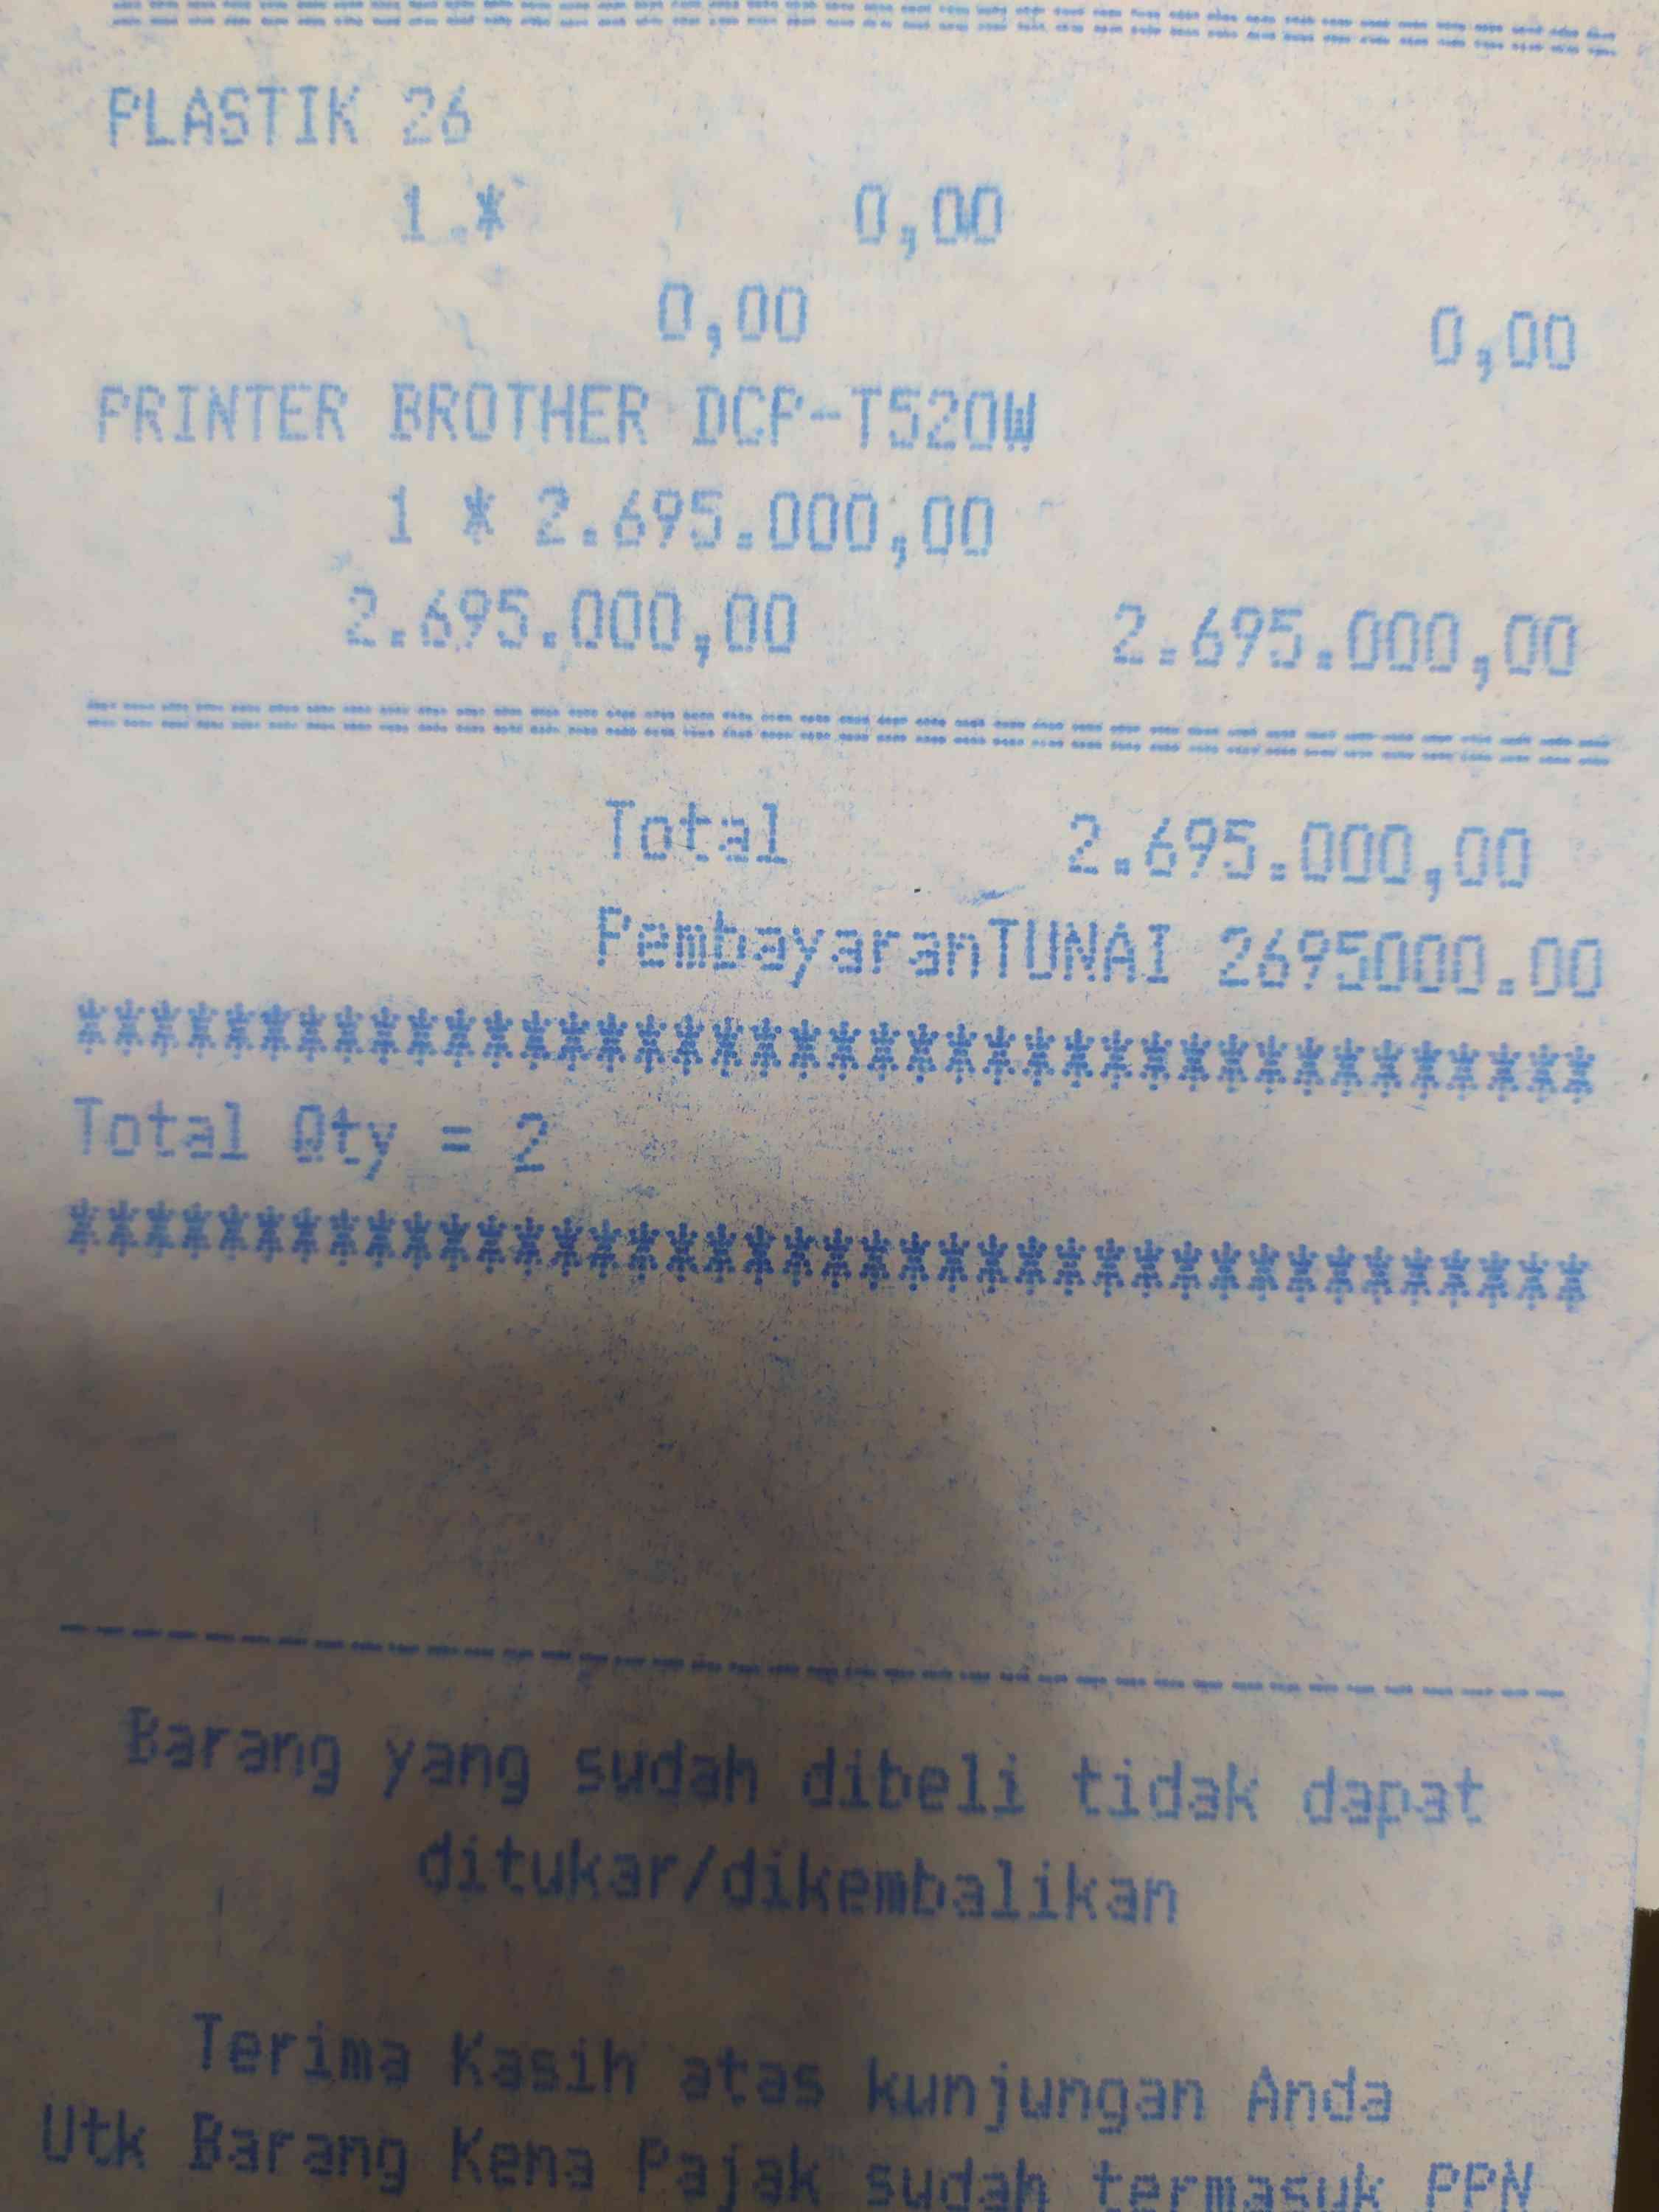 ================================
PLASTIK 26
1 * 0,00
0,00 0,00
PRINTER BROTHER DCP-T520W
1 * 2.695.000,00
2.695.000,00 2.695.000,00
========================================
Total 2.695.000,00
PembayaranTUNAI 2695000.00
****************************************
Total Qty = 2
****************************************
----------------------------------------
Barang yang sudah dibeli tidak dapat
ditukar/dikembalikan
Terima Kasih atas kunjungan Anda
Utk Barang Kena Pajak sudah termasuk PPN